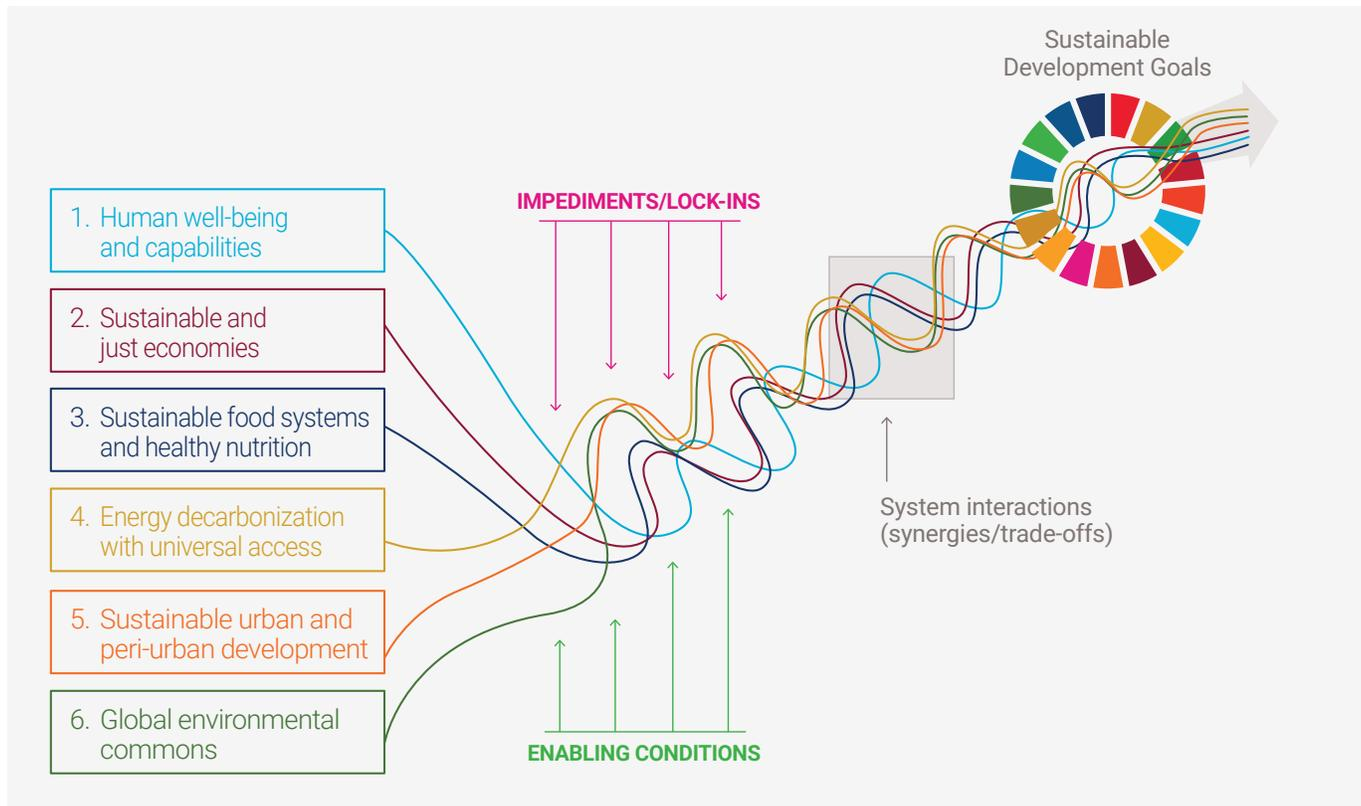 Sustainable
Development Goals
1. Human well-being
and capabilities
2. Sustainable and
just economies
3. Sustainable food systems
and healthy nutrition
4. Energy decarbonization
with universal access
5. Sustainable urban and
peri-urban development
6. Global environmental
commons
IMPEDIMENTS/LOCK-INS
System interactions
(synergies/trade-offs)
ENABLING CONDITIONS